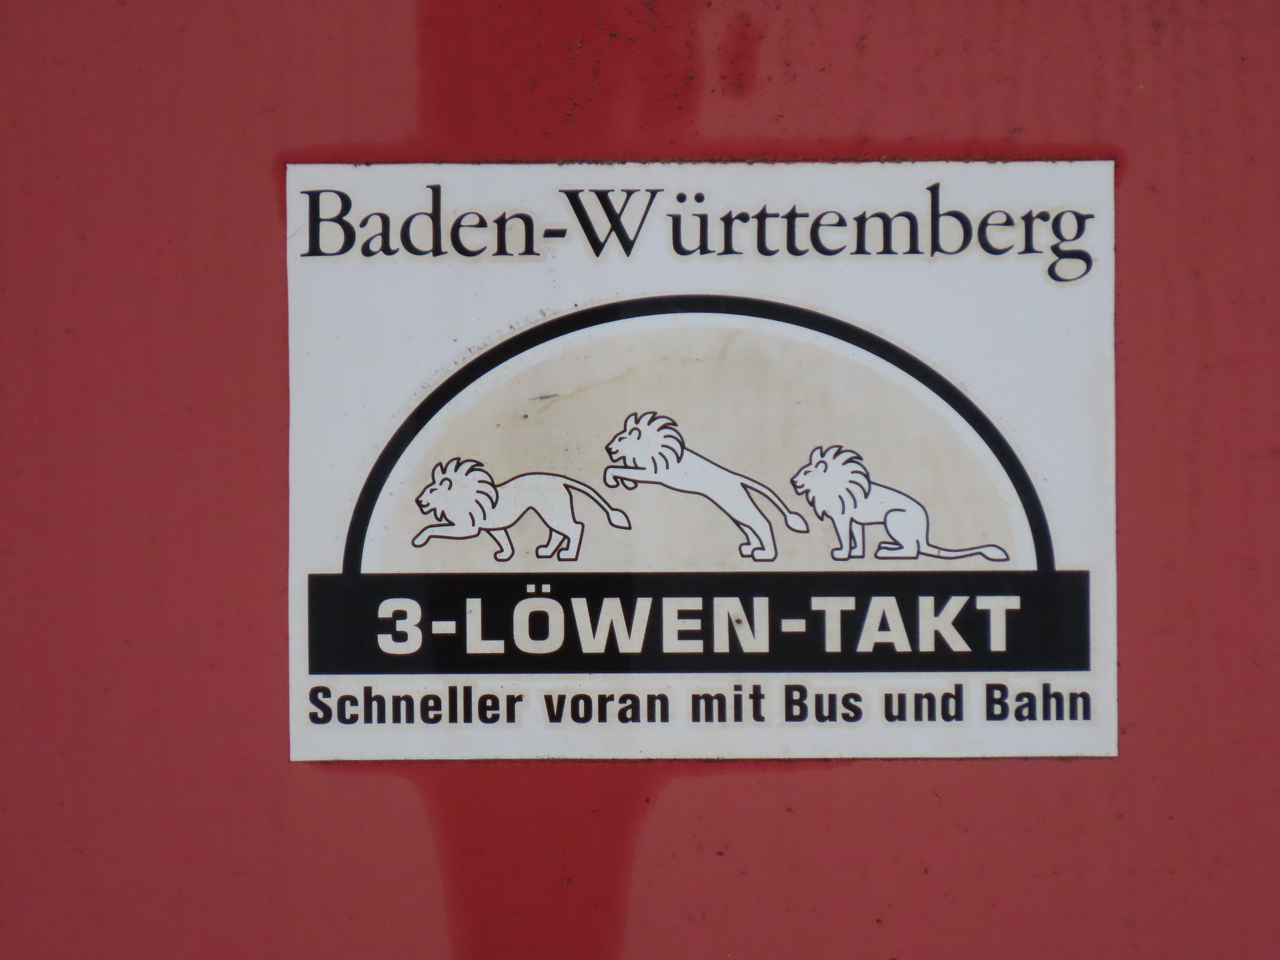 Baden-Württemberg
3-LÖWEN-TAKT
Schneller voran mit Bus und Bahn